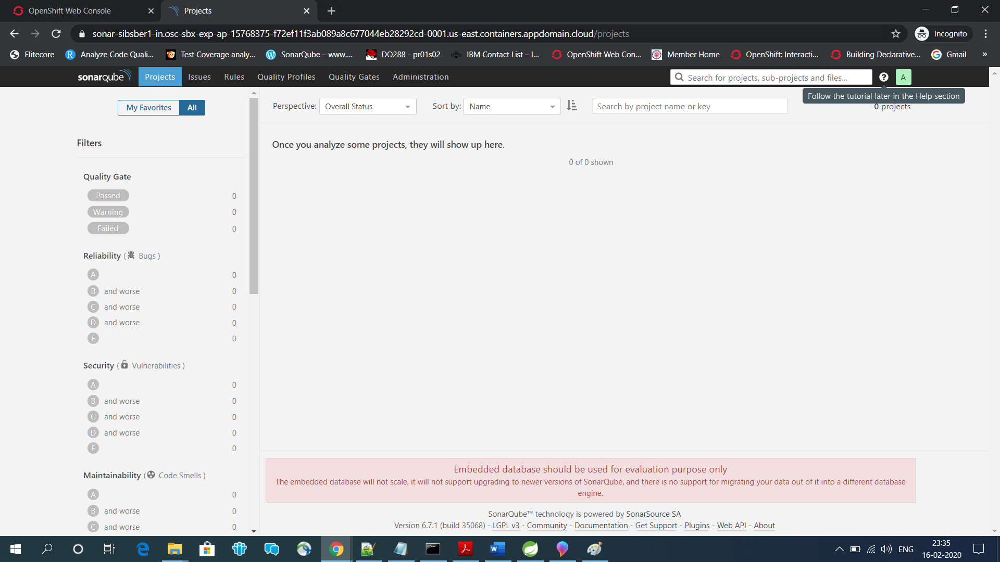 OpenShift Web Console
Projects
sonar-sibsber1-in.osc-sbx-exp-ap-15768375-f72ef11f3ab089a8c677044eb28292cd-0001.us-east.containers.appdomain.cloud/projects
Incognito
Elitecore
Analyze Code Quali...
Test Coverage analy...
SonarQube – www....
DO288 - pr01s02
IBM Contact List – I...
OpenShift Web Con...
Member Home
OpenShift: Interacti...
Building Declarative...
Gmail
»
sonarqube
Projects
Issues
Rules
Quality Profiles
Quality Gates
Administration
Search for projects, sub-projects and files...
A
Follow the tutorial later in the Help section
My Favorites
All
Perspective:
Overall Status
Sort by:
Name
Search by project name or key
0 projects
Filters
Once you analyze some projects, they will show up here.
0 of 0 shown
Quality Gate
Passed 0
Warning 0
Failed 0
Reliability ( Bugs )
A 0
B and worse 0
C and worse 0
D and worse 0
E 0
Security ( Vulnerabilities )
A 0
B and worse 0
C and worse 0
D and worse 0
E 0
Maintainability ( Code Smells )
A 0
B and worse 0
C and worse 0
Embedded database should be used for evaluation purpose only
The embedded database will not scale, it will not support upgrading to newer versions of SonarQube, and there is no support for migrating your data out of it into a different database
engine.
SonarQube™ technology is powered by SonarSource SA
Version 6.7.1 (build 35068) - LGPL v3 - Community - Documentation - Get Support - Plugins - Web API - About
ENG
23:35
16-02-2020